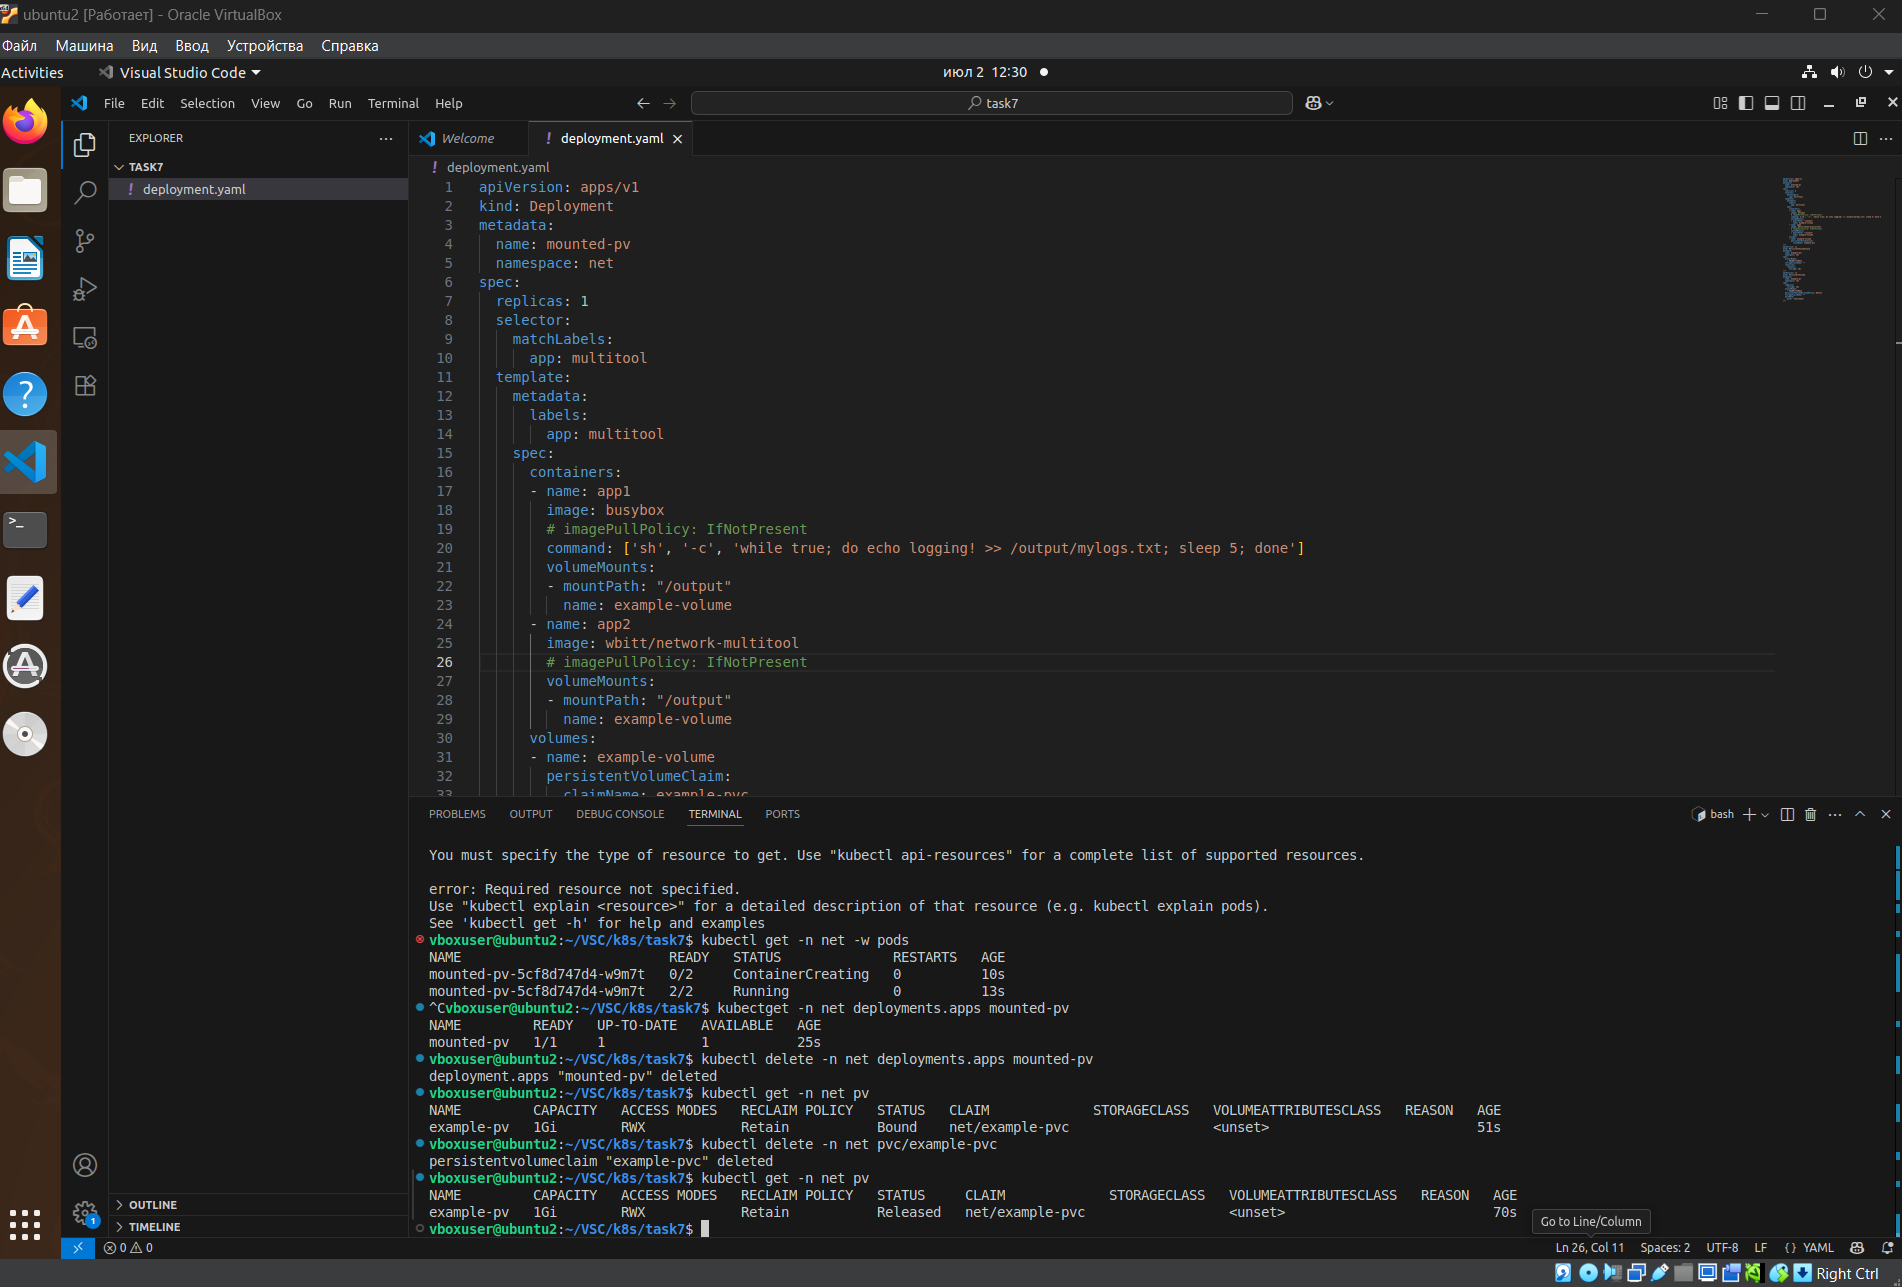 ubuntu2 [Работает] - Oracle VirtualBox
Файл Машина Вид Ввод Устройства Справка
Activities Visual Studio Code июл 2 12:30
File Edit Selection View Go Run Terminal Help task7
EXPLORER
TASK7
! deployment.yaml
Welcome ! deployment.yaml
! deployment.yaml
1 apiVersion: apps/v1
2 kind: Deployment
3 metadata:
4   name: mounted-pv
5   namespace: net
6 spec:
7   replicas: 1
8   selector:
9     matchLabels:
10       app: multitool
11   template:
12     metadata:
13       labels:
14         app: multitool
15     spec:
16       containers:
17       - name: app1
18         image: busybox
19         # imagePullPolicy: IfNotPresent
20         command: ['sh', '-c', 'while true; do echo logging! >> /output/mylogs.txt; sleep 5; done']
21         volumeMounts:
22         - mountPath: "/output"
23           name: example-volume
24       - name: app2
25         image: wbitt/network-multitool
26         # imagePullPolicy: IfNotPresent
27         volumeMounts:
28         - mountPath: "/output"
29           name: example-volume
30       volumes:
31       - name: example-volume
32         persistentVolumeClaim:
33           claimName: example-pvc
PROBLEMS OUTPUT DEBUG CONSOLE TERMINAL PORTS bash
You must specify the type of resource to get. Use "kubectl api-resources" for a complete list of supported resources.
error: Required resource not specified.
Use "kubectl explain <resource>" for a detailed description of that resource (e.g. kubectl explain pods).
See 'kubectl get -h' for help and examples
vboxuser@ubuntu2:~/VSC/k8s/task7$ kubectl get -n net -w pods
NAME READY STATUS RESTARTS AGE
mounted-pv-5cf8d747d4-w9m7t 0/2 ContainerCreating 0 10s
mounted-pv-5cf8d747d4-w9m7t 2/2 Running 0 13s
^Cvboxuser@ubuntu2:~/VSC/k8s/task7$ kubectget -n net deployments.apps mounted-pv
NAME READY UP-TO-DATE AVAILABLE AGE
mounted-pv 1/1 1 1 25s
vboxuser@ubuntu2:~/VSC/k8s/task7$ kubectl delete -n net deployments.apps mounted-pv
deployment.apps "mounted-pv" deleted
vboxuser@ubuntu2:~/VSC/k8s/task7$ kubectl get -n net pv
NAME CAPACITY ACCESS MODES RECLAIM POLICY STATUS CLAIM STORAGECLASS VOLUMEATTRIBUTESCLASS REASON AGE
example-pv 1Gi RWX Retain Bound net/example-pvc <unset> 51s
vboxuser@ubuntu2:~/VSC/k8s/task7$ kubectl delete -n net pvc/example-pvc
persistentvolumeclaim "example-pvc" deleted
vboxuser@ubuntu2:~/VSC/k8s/task7$ kubectl get -n net pv
NAME CAPACITY ACCESS MODES RECLAIM POLICY STATUS CLAIM STORAGECLASS VOLUMEATTRIBUTESCLASS REASON AGE
example-pv 1Gi RWX Retain Released net/example-pvc <unset> 70s
vboxuser@ubuntu2:~/VSC/k8s/task7$
OUTLINE
TIMELINE
Go to Line/Column
1
0 0 Ln 26, Col 11 Spaces: 2 UTF-8 LF {} YAML
Right Ctrl